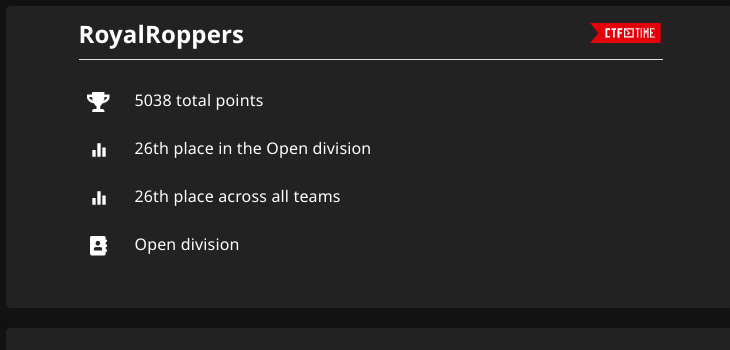 RoyalRoppers
CTF TIME
5038 total points
26th place in the Open division
26th place across all teams
Open division